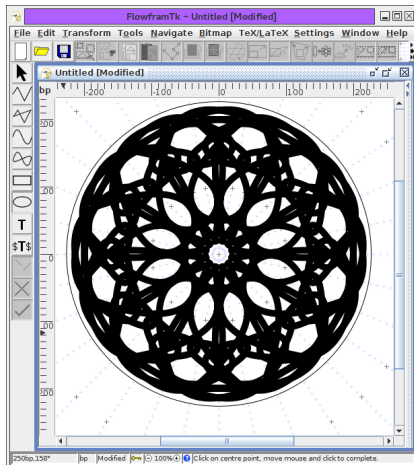 FlowframTk – Untitled [Modified]
File Edit Transform Tools Navigate Bitmap TeX/LaTeX Settings Window Help
Untitled [Modified]
bp -200 -100 0 100 200
200
100
0
100
200
T
$T$
250bp,158° bp Modified 100% Click on centre point, move mouse and click to complete.